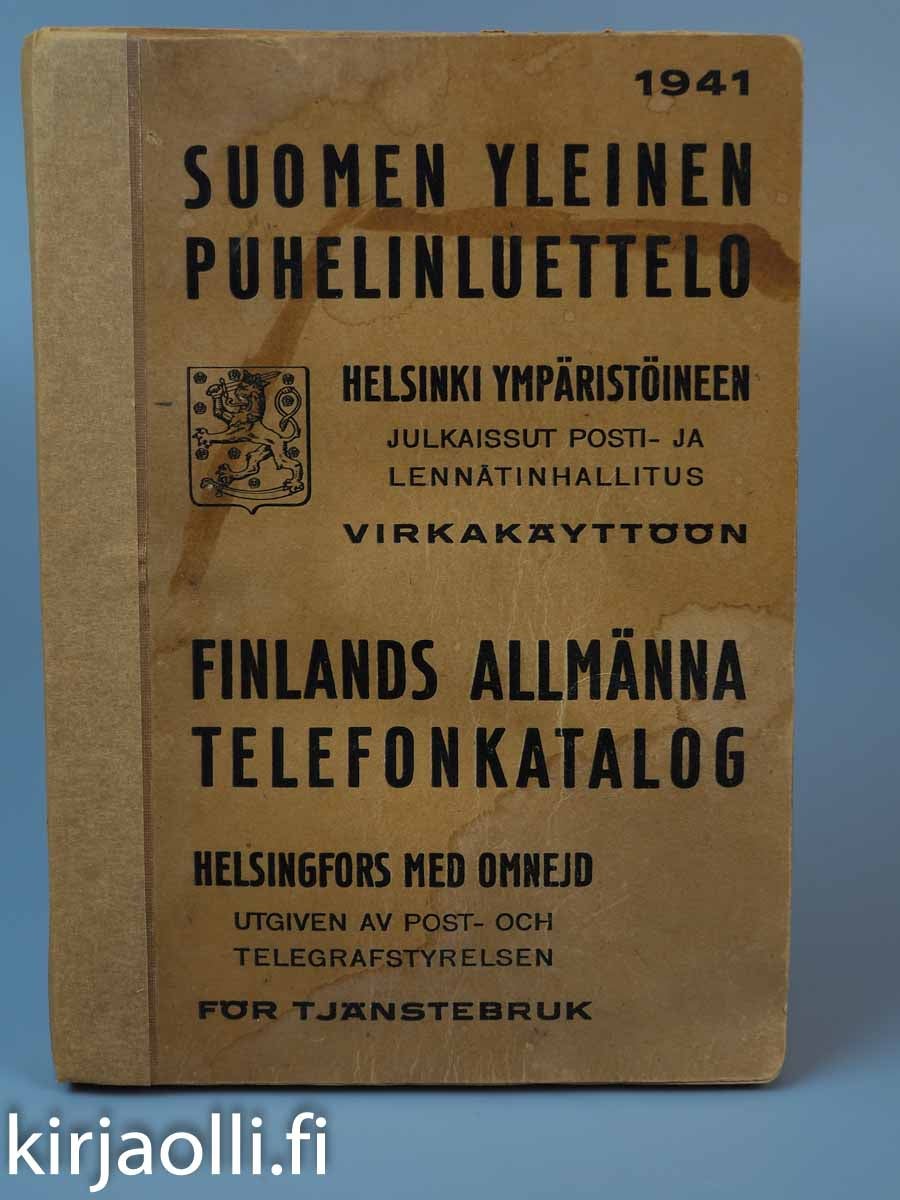 1941
SUOMEN YLEINEN
PUHELINLUETTELO
HELSINKI YMPÄRISTÖINEEN
JULKAISSUT POSTI- JA
LENNÄTINHALLITUS
VIRKAKÄYTTÖÖN
FINLANDS ALLMÄNNA
TELEFONKATALOG
HELSINGFORS MED OMNEJD
UTGIVEN AV POST- OCH
TELEGRAFSTYRELSEN
FÖR TJÄNSTEBRUK
kirjaolli.fi